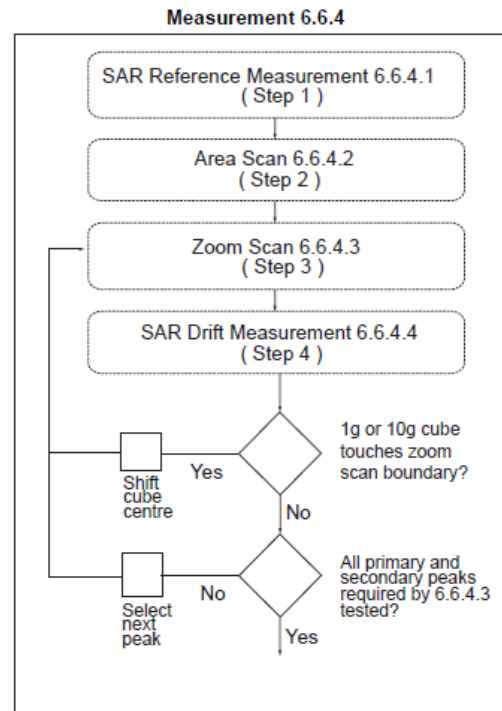 Measurement 6.6.4
SAR Reference Measurement 6.6.4.1
( Step 1 )
Area Scan 6.6.4.2
( Step 2 )
Zoom Scan 6.6.4.3
( Step 3 )
SAR Drift Measurement 6.6.4.4
( Step 4 )
1g or 10g cube
touches zoom
scan boundary?
Yes
Shift
cube
centre
No
All primary and
secondary peaks
required by 6.6.4.3
tested?
No
Select
next
peak
Yes